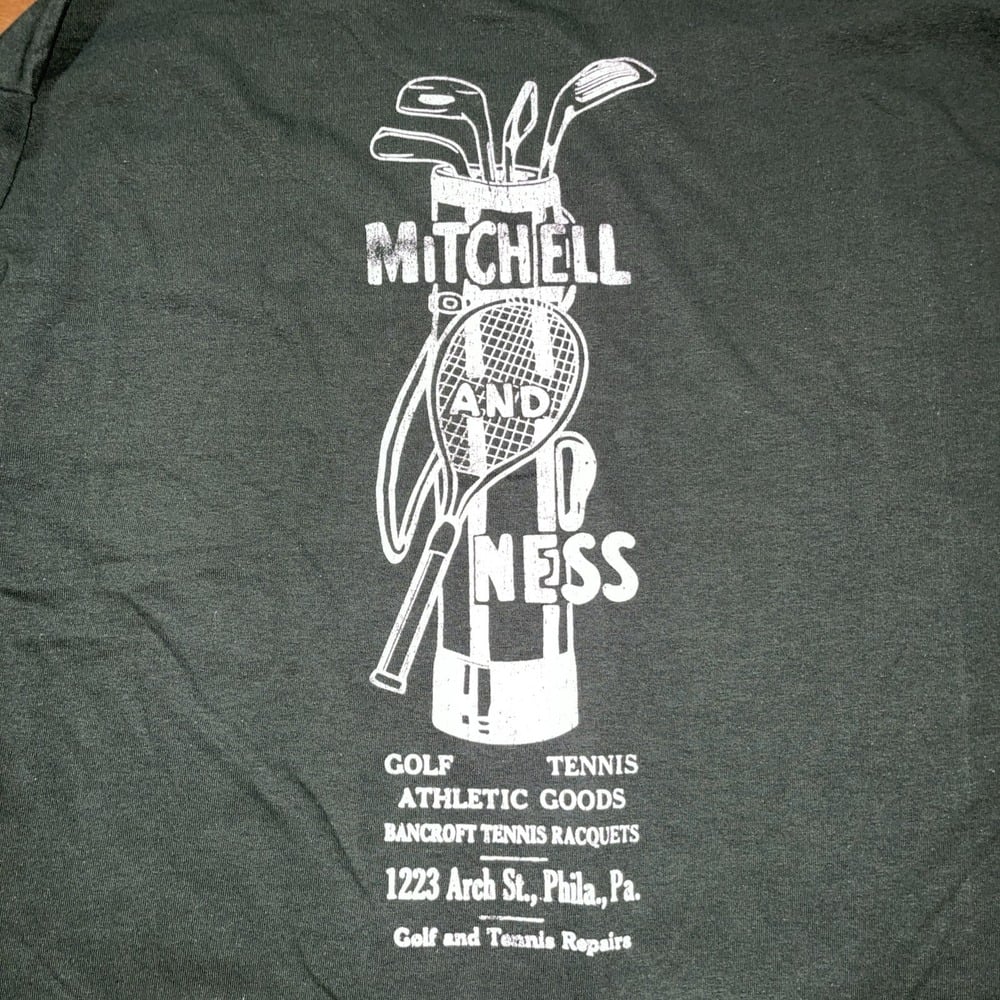 MiTCHELL
AND
NESS
GOLF TENNIS
ATHLETIC GOODS
BANCROFT TENNIS RACQUETS
1223 Arch St., Phila., Pa.
Golf and Tennis Repairs